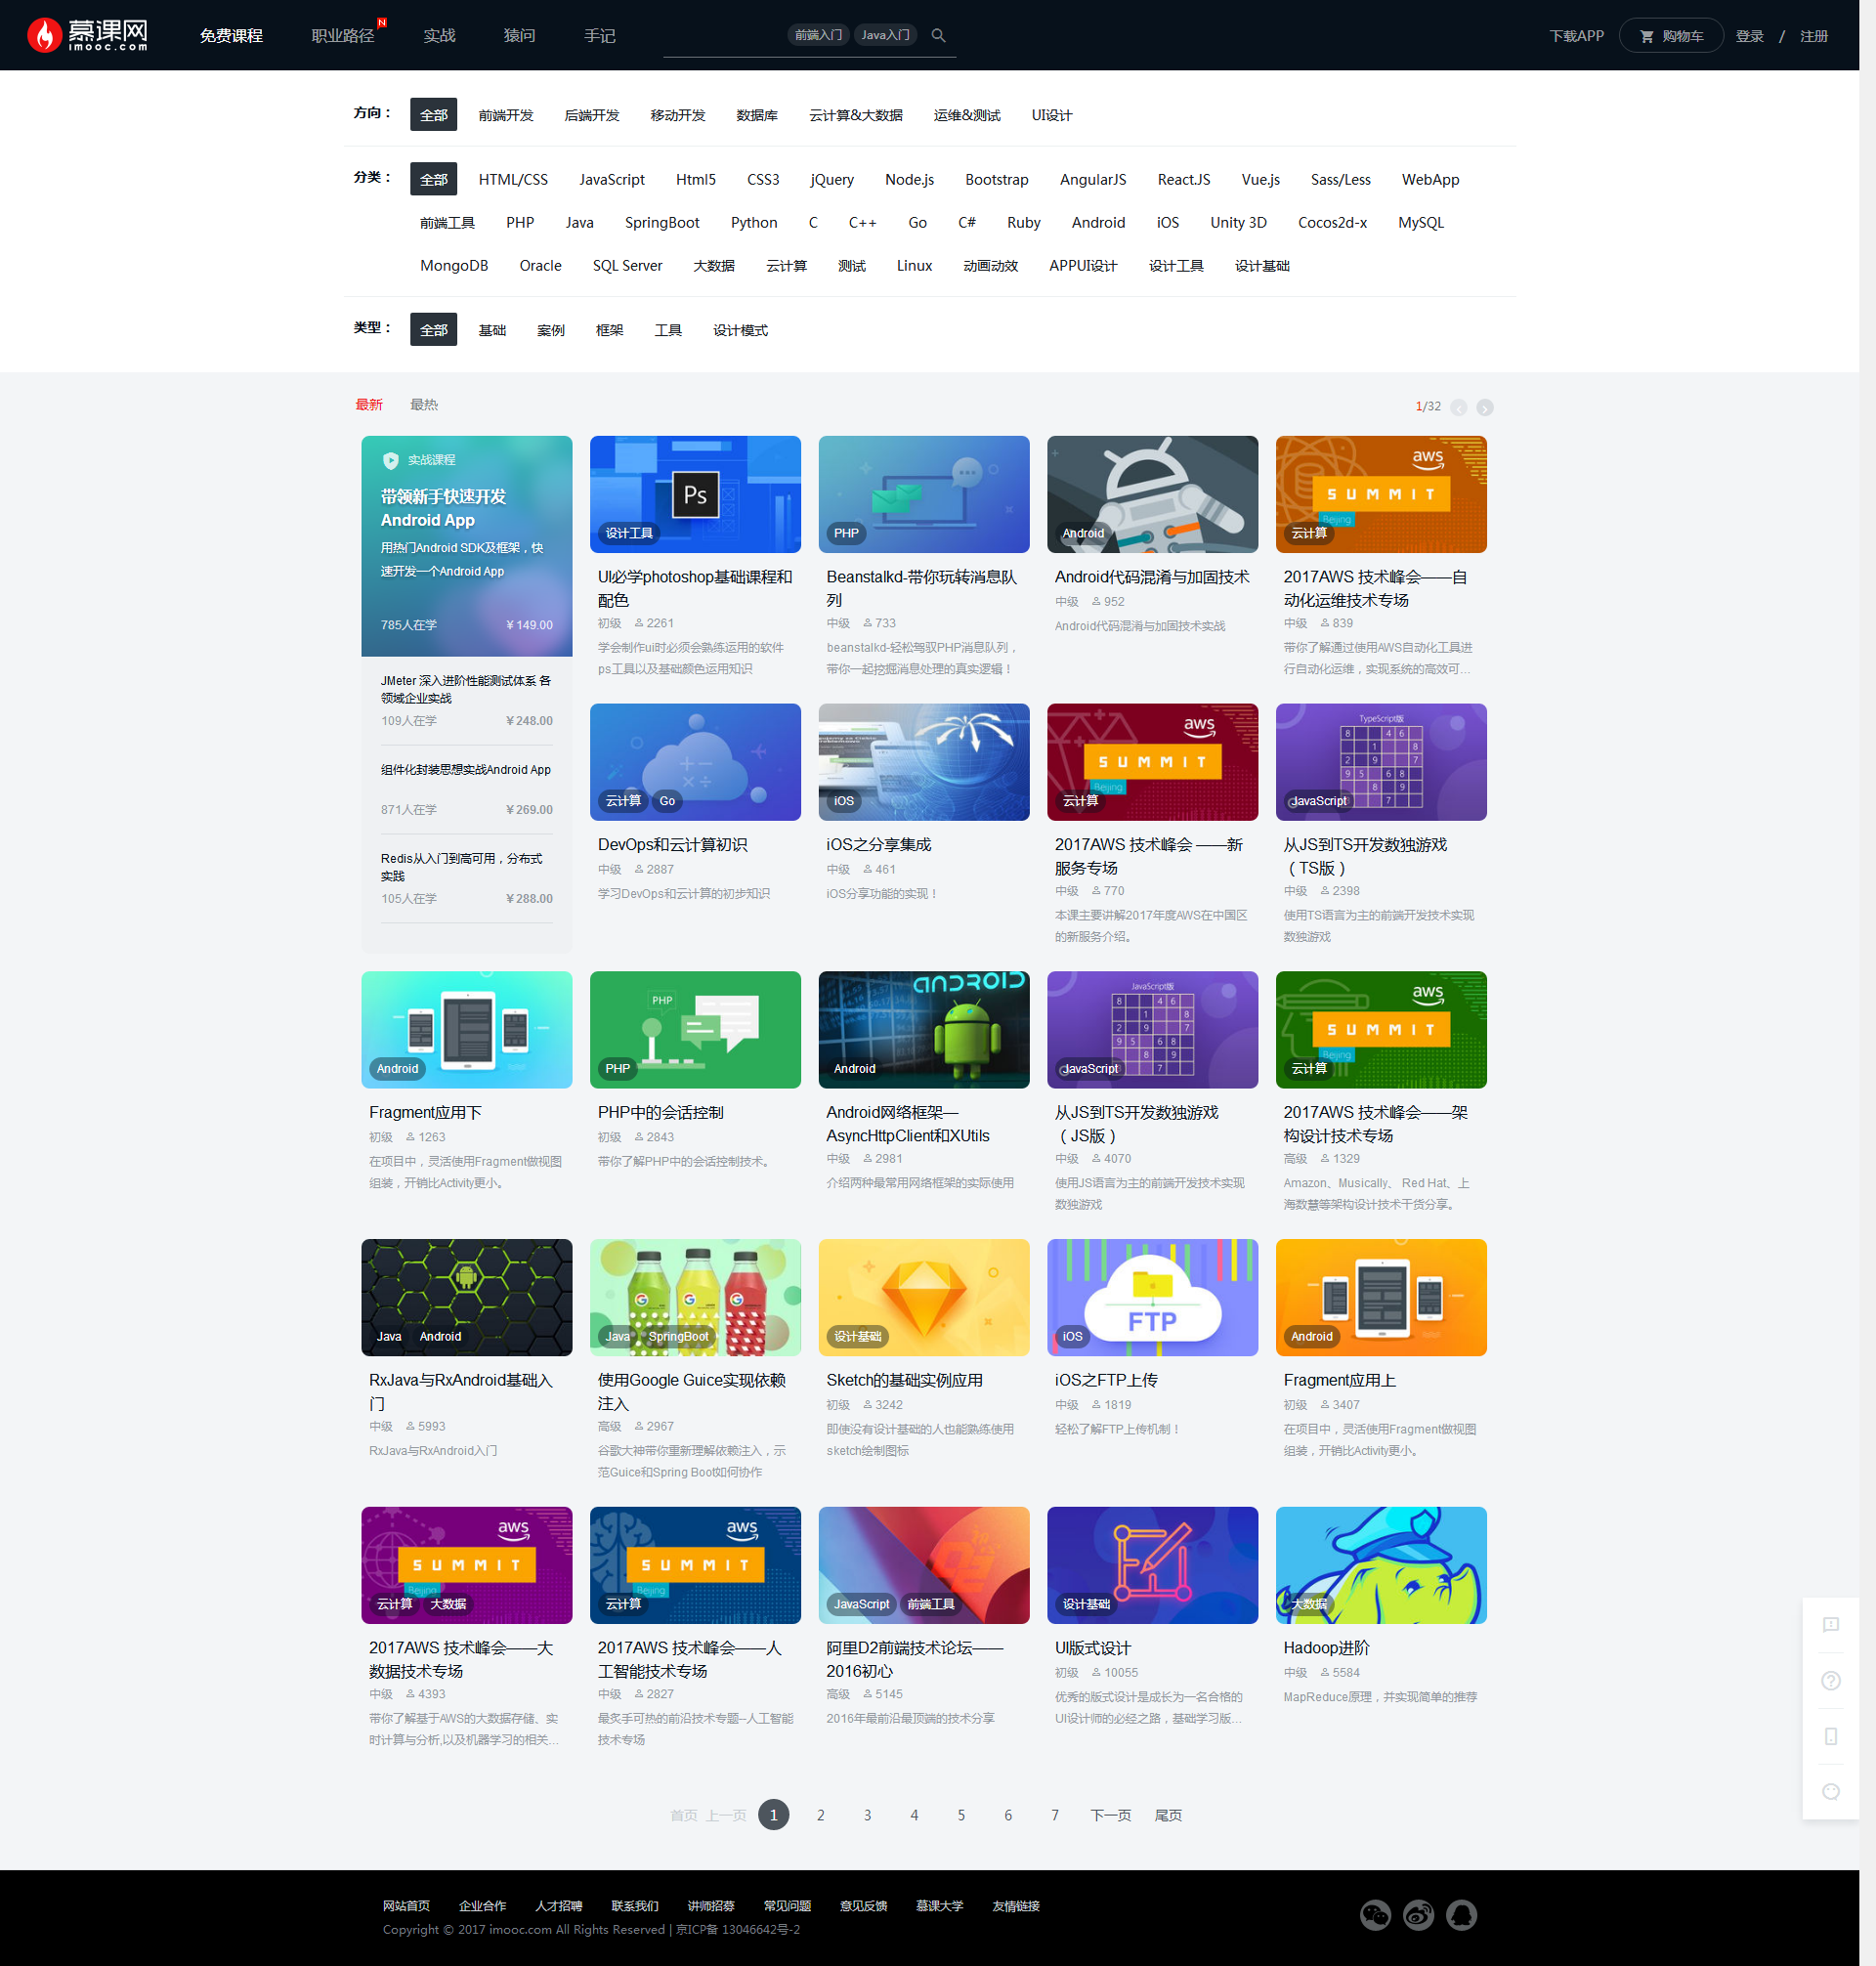 慕课网
imooc.com
免费课程 职业路径 N 实战 猿问 手记 前端入门 Java入门 下载APP 购物车 登录 / 注册
方向： 全部 前端开发 后端开发 移动开发 数据库 云计算&大数据 运维&测试 UI设计
分类： 全部 HTML/CSS JavaScript Html5 CSS3 jQuery Node.js Bootstrap AngularJS React.JS Vue.js Sass/Less WebApp
前端工具 PHP Java SpringBoot Python C C++ Go C# Ruby Android iOS Unity 3D Cocos2d-x MySQL
MongoDB Oracle SQL Server 大数据 云计算 测试 Linux 动画动效 APPUI设计 设计工具 设计基础
类型： 全部 基础 案例 框架 工具 设计模式
最新 最热 1/32
实战课程
带领新手快速开发
Android App
用热门Android SDK及框架，快
速开发一个Android App
785人在学 ￥149.00
JMeter 深入进阶性能测试体系 各
领域企业实战
109人在学 ￥248.00
组件化封装思想实战Android App
871人在学 ￥269.00
Redis从入门到高可用，分布式
实践
105人在学 ￥288.00
Ps
设计工具
UI必学photoshop基础课程和
配色
初级 2261
学会制作ui时必须会熟练运用的软件
ps工具以及基础颜色运用知识
PHP
Beanstalkd-带你玩转消息队
列
中级 733
beanstalkd-轻松驾驭PHP消息队列，
带你一起挖掘消息处理的真实逻辑！
Android
Android代码混淆与加固技术
中级 952
Android代码混淆与加固技术实战
aws
SUMMIT
Beijing
云计算
2017AWS 技术峰会——自
动化运维技术专场
中级 839
带你了解通过使用AWS自动化工具进
行自动化运维，实现系统的高效可...
云计算 Go
DevOps和云计算初识
中级 2887
学习DevOps和云计算的初步知识
iOS
iOS之分享集成
中级 461
iOS分享功能的实现！
aws
SUMMIT
Beijing
云计算
2017AWS 技术峰会 ——新
服务专场
中级 770
本课主要讲解2017年度AWS在中国区
的新服务介绍。
TypeScript版
8 4 6
1 8
2 9 7
9 5 6 8
8 9
7
JavaScript
从JS到TS开发数独游戏
（TS版）
中级 2398
使用TS语言为主的前端开发技术实现
数独游戏
Android
Fragment应用下
初级 1263
在项目中，灵活使用Fragment做视图
组装，开销比Activity更小。
PHP
PHP
PHP中的会话控制
初级 2843
带你了解PHP中的会话控制技术。
ANDROID
Android
Android网络框架—
AsyncHttpClient和XUtils
中级 2981
介绍两种最常用网络框架的实际使用
JavaScript版
8 4 6
1 8
2 9 7
9 5 6 8
8 9
7
JavaScript
从JS到TS开发数独游戏
（JS版）
中级 4070
使用JS语言为主的前端开发技术实现
数独游戏
aws
SUMMIT
Beijing
云计算
2017AWS 技术峰会——架
构设计技术专场
高级 1329
Amazon、Musically、 Red Hat、上
海数慧等架构设计技术干货分享。
Java Android
RxJava与RxAndroid基础入
门
中级 5993
RxJava与RxAndroid入门
G G G
Java SpringBoot
使用Google Guice实现依赖
注入
高级 2967
谷歌大神带你重新理解依赖注入，示
范Guice和Spring Boot如何协作
设计基础
Sketch的基础实例应用
初级 3242
即使没有设计基础的人也能熟练使用
sketch绘制图标
FTP
iOS
iOS之FTP上传
中级 1819
轻松了解FTP上传机制！
Android
Fragment应用上
初级 3407
在项目中，灵活使用Fragment做视图
组装，开销比Activity更小。
aws
SUMMIT
Beijing
云计算 大数据
2017AWS 技术峰会——大
数据技术专场
中级 4393
带你了解基于AWS的大数据存储、实
时计算与分析,以及机器学习的相关...
aws
SUMMIT
Beijing
云计算
2017AWS 技术峰会——人
工智能技术专场
中级 2827
最炙手可热的前沿技术专题--人工智能
技术专场
JavaScript 前端工具
阿里D2前端技术论坛——
2016初心
高级 5145
2016年最前沿最顶端的技术分享
设计基础
UI版式设计
初级 10055
优秀的版式设计是成长为一名合格的
UI设计师的必经之路，基础学习版...
大数据
Hadoop进阶
中级 5584
MapReduce原理，并实现简单的推荐
首页 上一页 1 2 3 4 5 6 7 下一页 尾页
网站首页 企业合作 人才招聘 联系我们 讲师招募 常见问题 意见反馈 慕课大学 友情链接
Copyright © 2017 imooc.com All Rights Reserved | 京ICP备 13046642号-2